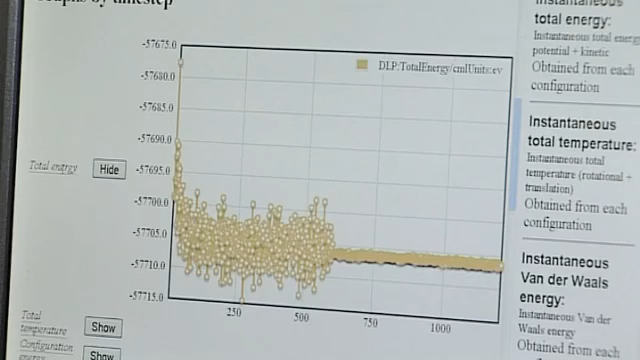 -57675.0
-57680.0
-57685.0
-57690.0
-57695.0
-57700.0
-57705.0
-57710.0
-57715.0
250
500
750
1000
DLP:TotalEnergy/cmlUnits:ev
Total energy
Hide
Total
temperature
Show
Configuration
energy
Show
Instantaneous
total energy:
Instantaneous total energy
potential + kinetic
Obtained from each
configuration
Instantaneous
total temperature:
Instantaneous total
temperature (rotational +
translation)
Obtained from each
configuration
Instantaneous
Van der Waals
energy:
Instantaneous Van der
Waals energy
Obtained from each